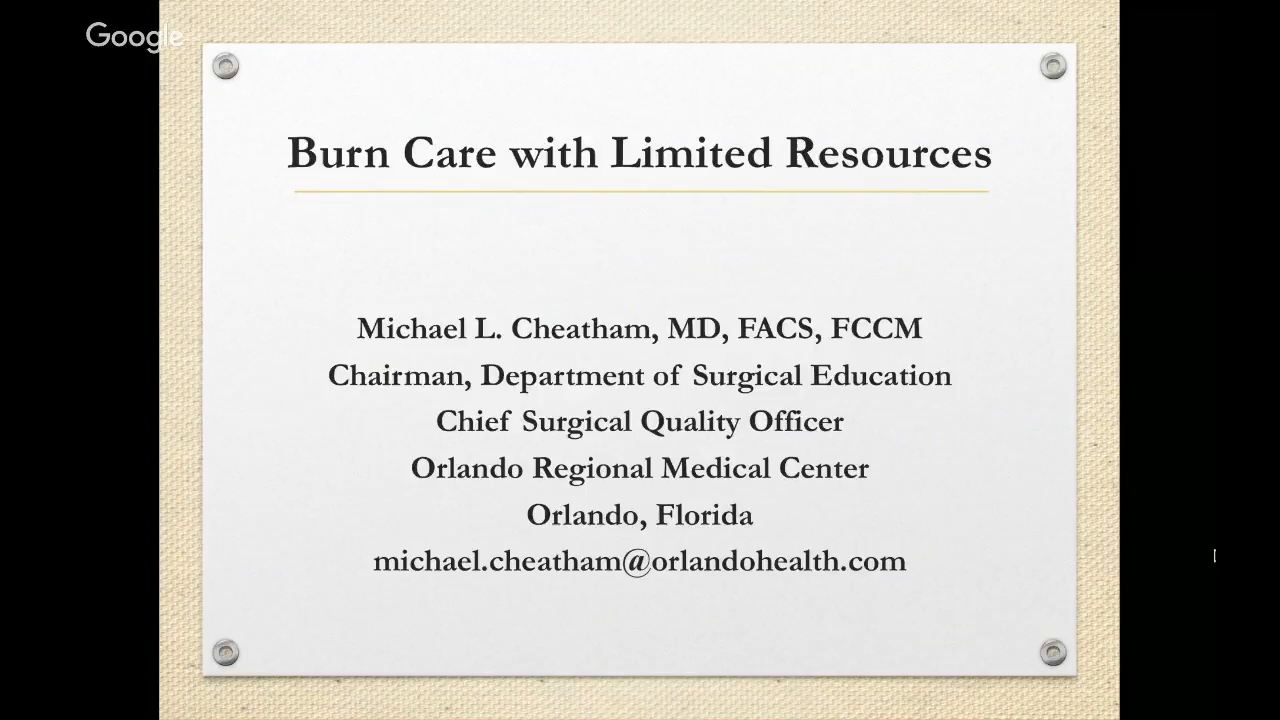 Google
Burn Care with Limited Resources
Michael L. Cheatham, MD, FACS, FCCM
Chairman, Department of Surgical Education
Chief Surgical Quality Officer
Orlando Regional Medical Center
Orlando, Florida
michael.cheatham@orlandohealth.com